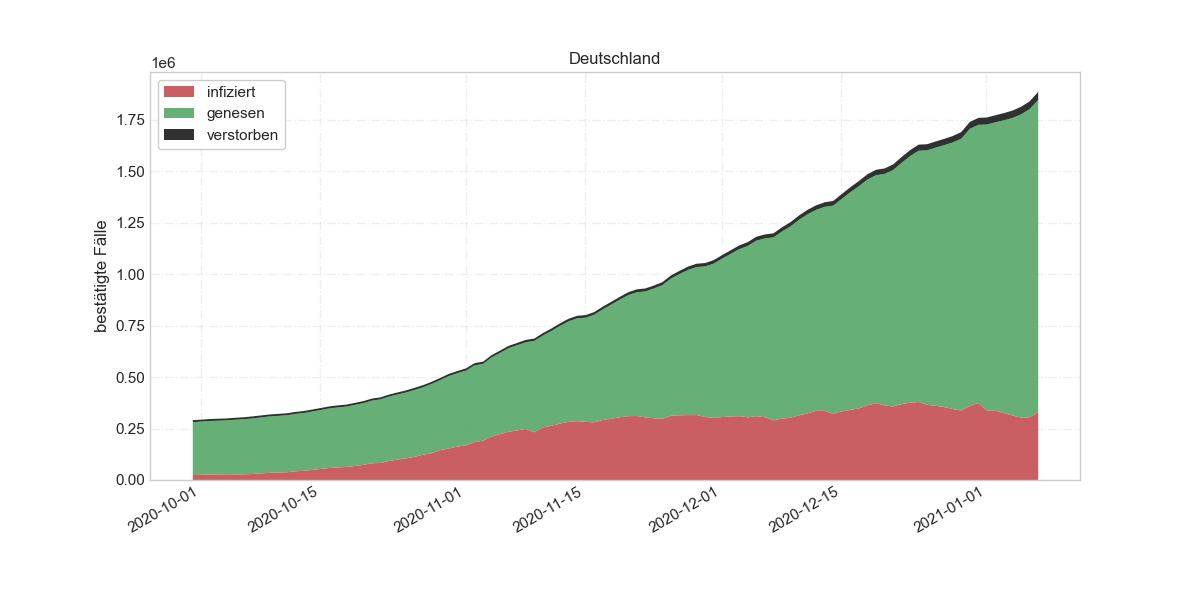 Deutschland
1e6
infiziert
genesen
verstorben
bestätigte Fälle
1.75
1.50
1.25
1.00
0.75
0.50
0.25
0.00
2020-10-01
2020-10-15
2020-11-01
2020-11-15
2020-12-01
2020-12-15
2021-01-01